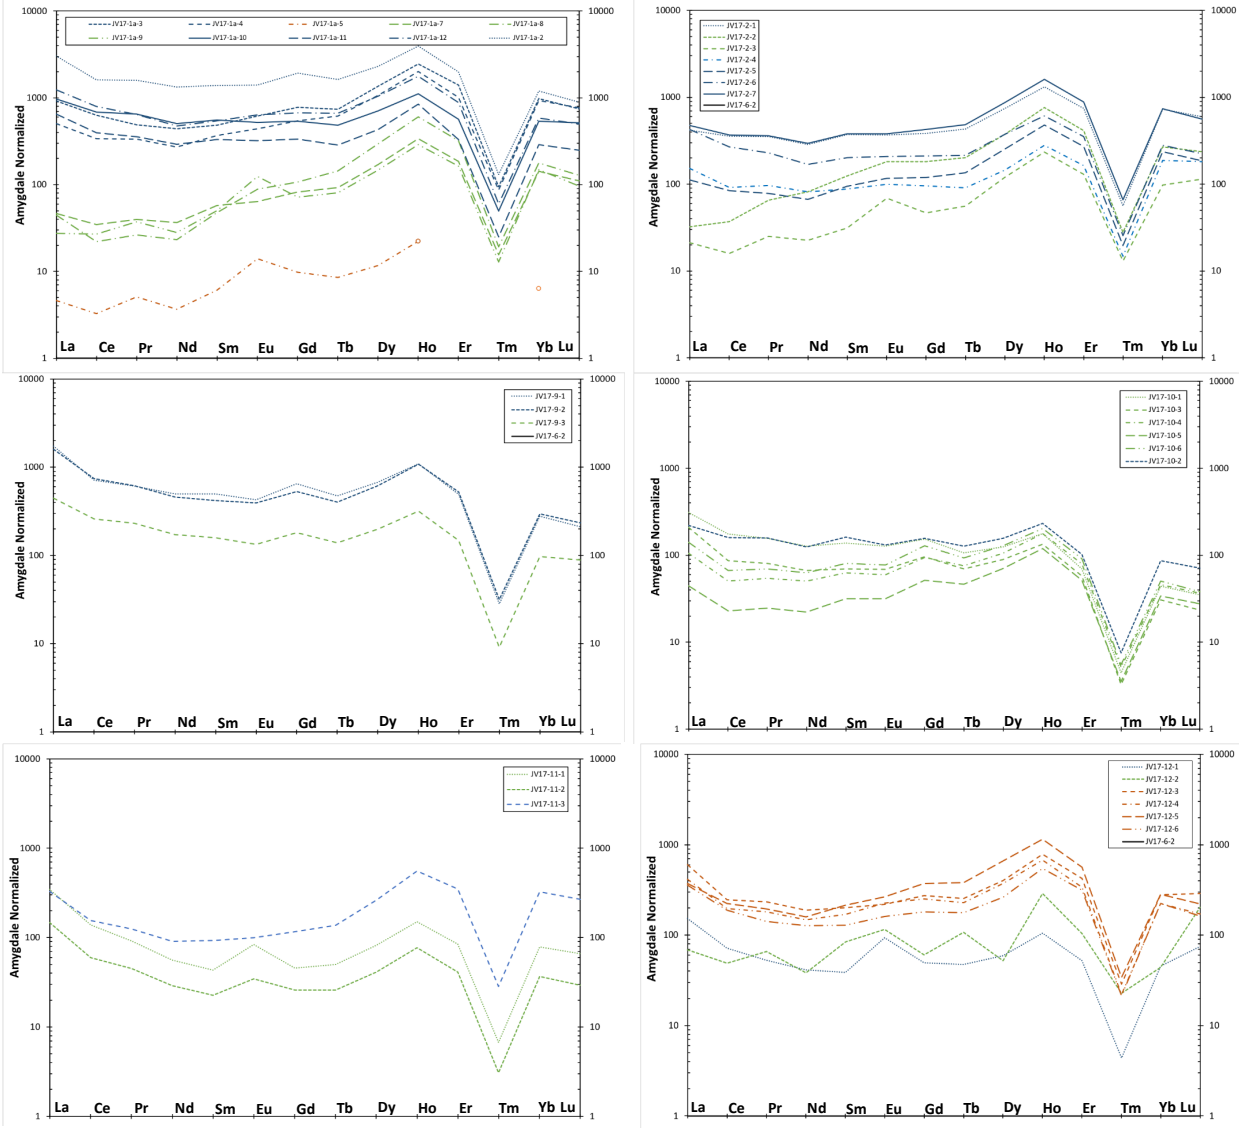 JV17-1a-3 JV17-1a-4 JV17-1a-5 JV17-1a-7 JV17-1a-8
JV17-1a-9 JV17-1a-10 JV17-1a-11 JV17-1a-12 JV17-1a-2
Amygdale Normalized
10000 10000
1000 1000
100 100
10 10
1 1
La Ce Pr Nd Sm Eu Gd Tb Dy Ho Er Tm Yb Lu
JV17-2-1
JV17-2-2
JV17-2-3
JV17-2-4
JV17-2-5
JV17-2-6
JV17-2-7
JV17-6-2
Amygdale Normalized
10000 10000
1000 1000
100 100
10 10
1 1
La Ce Pr Nd Sm Eu Gd Tb Dy Ho Er Tm Yb Lu
JV17-9-1
JV17-9-2
JV17-9-3
JV17-6-2
Amygdale Normalized
10000 10000
1000 1000
100 100
10 10
1 1
La Ce Pr Nd Sm Eu Gd Tb Dy Ho Er Tm Yb Lu
JV17-10-1
JV17-10-3
JV17-10-4
JV17-10-5
JV17-10-6
JV17-10-2
Amygdale Normalized
10000 10000
1000 1000
100 100
10 10
1 1
La Ce Pr Nd Sm Eu Gd Tb Dy Ho Er Tm Yb Lu
JV17-11-1
JV17-11-2
JV17-11-3
Amygdale Normalized
10000 10000
1000 1000
100 100
10 10
1 1
La Ce Pr Nd Sm Eu Gd Tb Dy Ho Er Tm Yb Lu
JV17-12-1
JV17-12-2
JV17-12-3
JV17-12-4
JV17-12-5
JV17-12-6
JV17-6-2
Amygdale Normalized
10000 10000
1000 1000
100 100
10 10
1 1
La Ce Pr Nd Sm Eu Gd Tb Dy Ho Er Tm Yb Lu